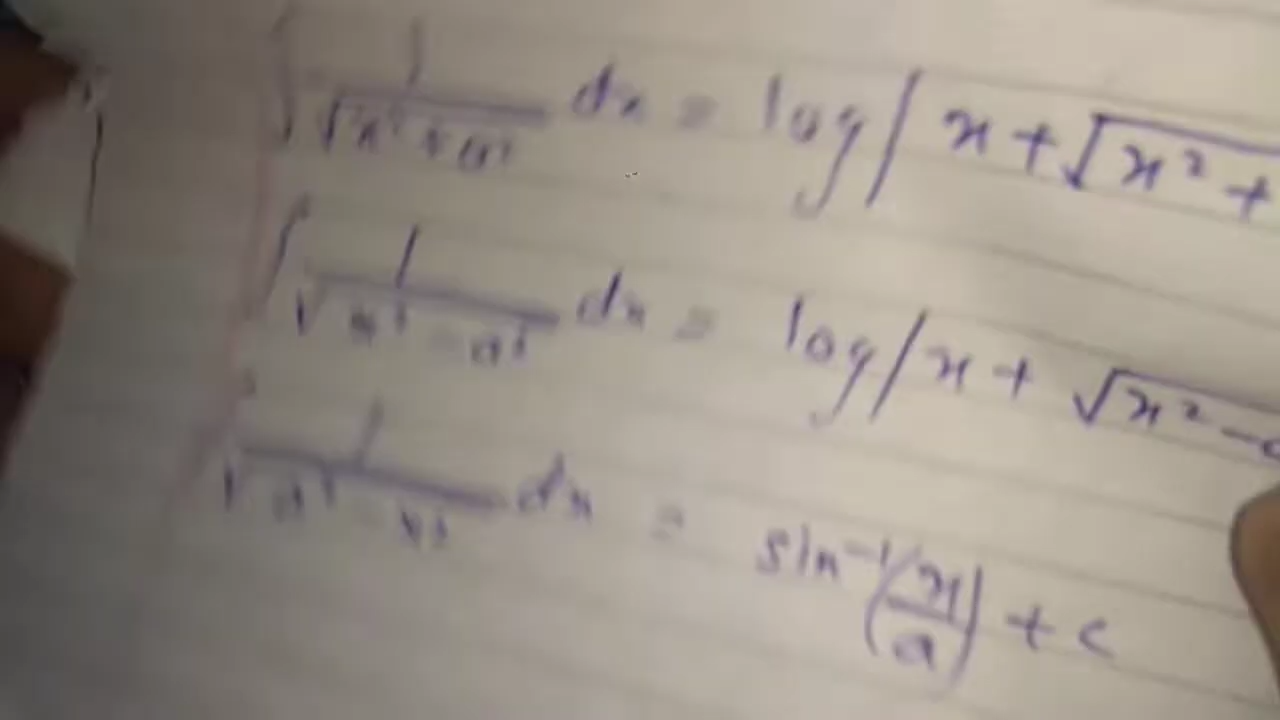 ∫ 1/√(x² + a²) dx = log | x + √(x² +
∫ 1/√(x² - a²) dx = log | x + √(x² -
1/√(a² - x²) dx = sin⁻¹(x/a) + c